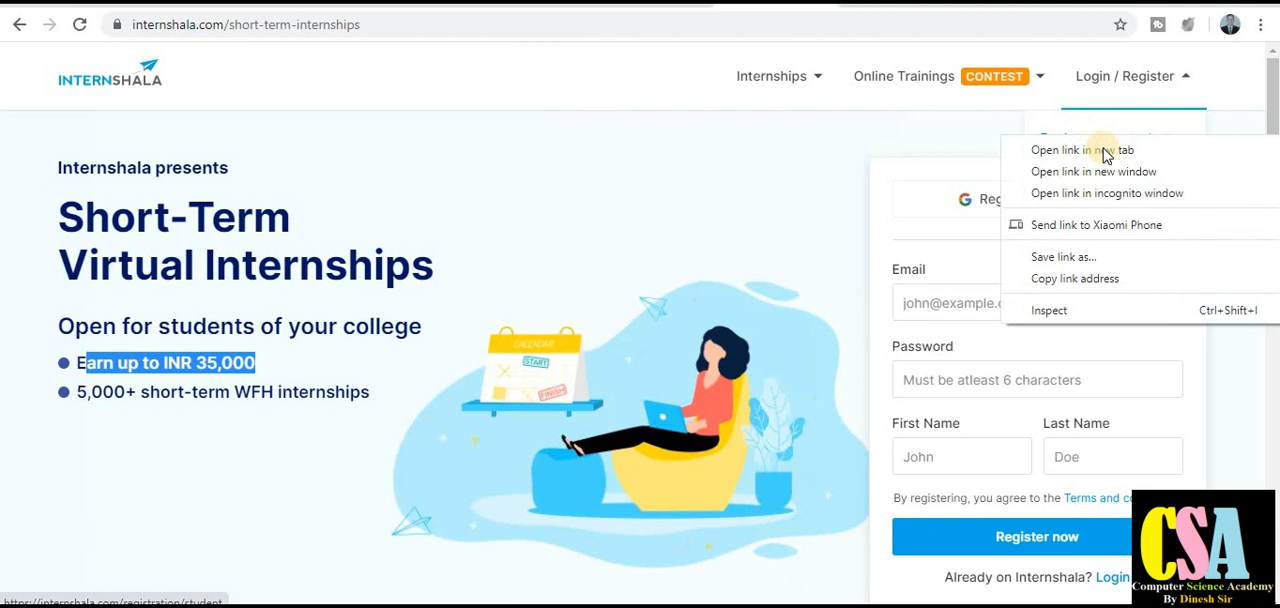 internshala.com/short-term-internships
INTERNSHALA
Internships
Online Trainings CONTEST
Login / Register
Internshala presents
Short-Term
Virtual Internships
Open for students of your college
Earn up to INR 35,000
5,000+ short-term WFH internships
CALENDAR
START
FINISH
Open link in new tab
Open link in new window
Open link in incognito window
Send link to Xiaomi Phone
Save link as...
Copy link address
Inspect Ctrl+Shift+I
Email
john@example.c
Password
Must be atleast 6 characters
First Name Last Name
John Doe
By registering, you agree to the Terms and
Register now
Already on Internshala? Login
CSA
Computer Science Academy
By Dinesh Sir
https://internshala.com/registration/student